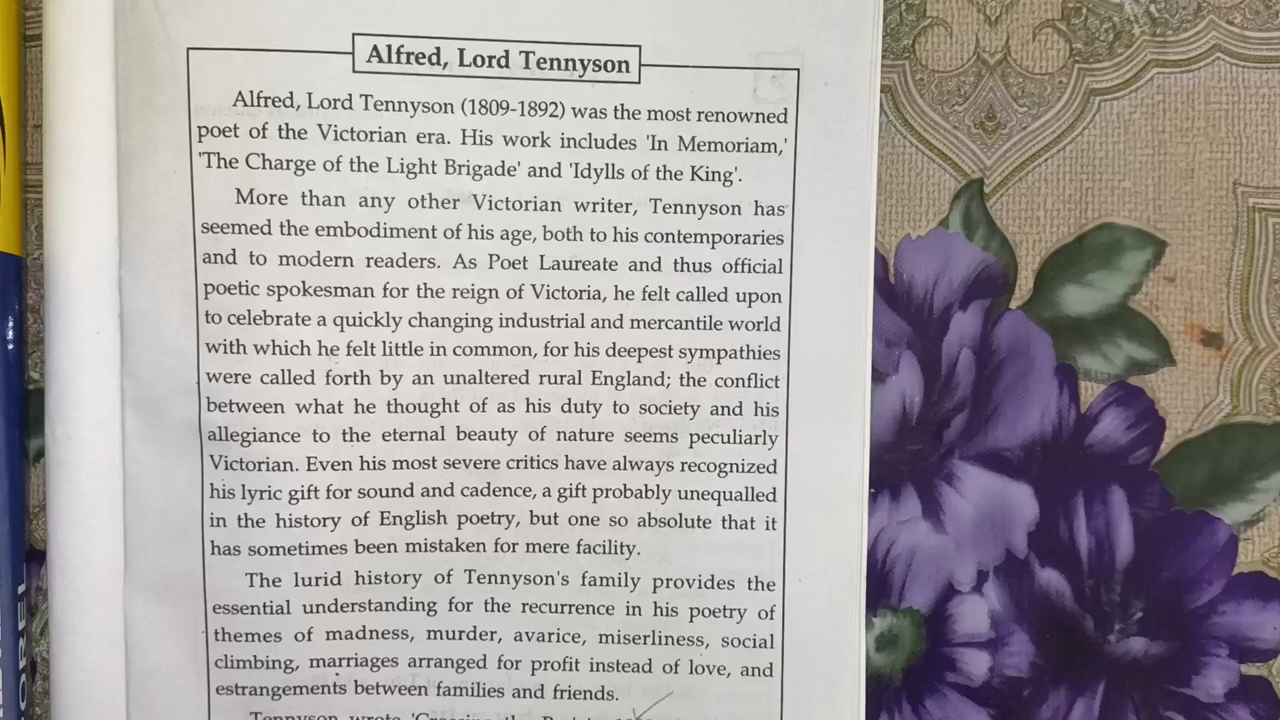 Alfred, Lord Tennyson
Alfred, Lord Tennyson (1809-1892) was the most renowned
poet of the Victorian era. His work includes 'In Memoriam,'
'The Charge of the Light Brigade' and 'Idylls of the King'.
More than any other Victorian writer, Tennyson has
seemed the embodiment of his age, both to his contemporaries
and to modern readers. As Poet Laureate and thus official
poetic spokesman for the reign of Victoria, he felt called upon
to celebrate a quickly changing industrial and mercantile world
with which he felt little in common, for his deepest sympathies
were called forth by an unaltered rural England; the conflict
between what he thought of as his duty to society and his
allegiance to the eternal beauty of nature seems peculiarly
Victorian. Even his most severe critics have always recognized
his lyric gift for sound and cadence, a gift probably unequalled
in the history of English poetry, but one so absolute that it
has sometimes been mistaken for mere facility.
The lurid history of Tennyson's family provides the
essential understanding for the recurrence in his poetry of
themes of madness, murder, avarice, miserliness, social
climbing, marriages arranged for profit instead of love, and
estrangements between families and friends.
Tennyson wrote
OREL